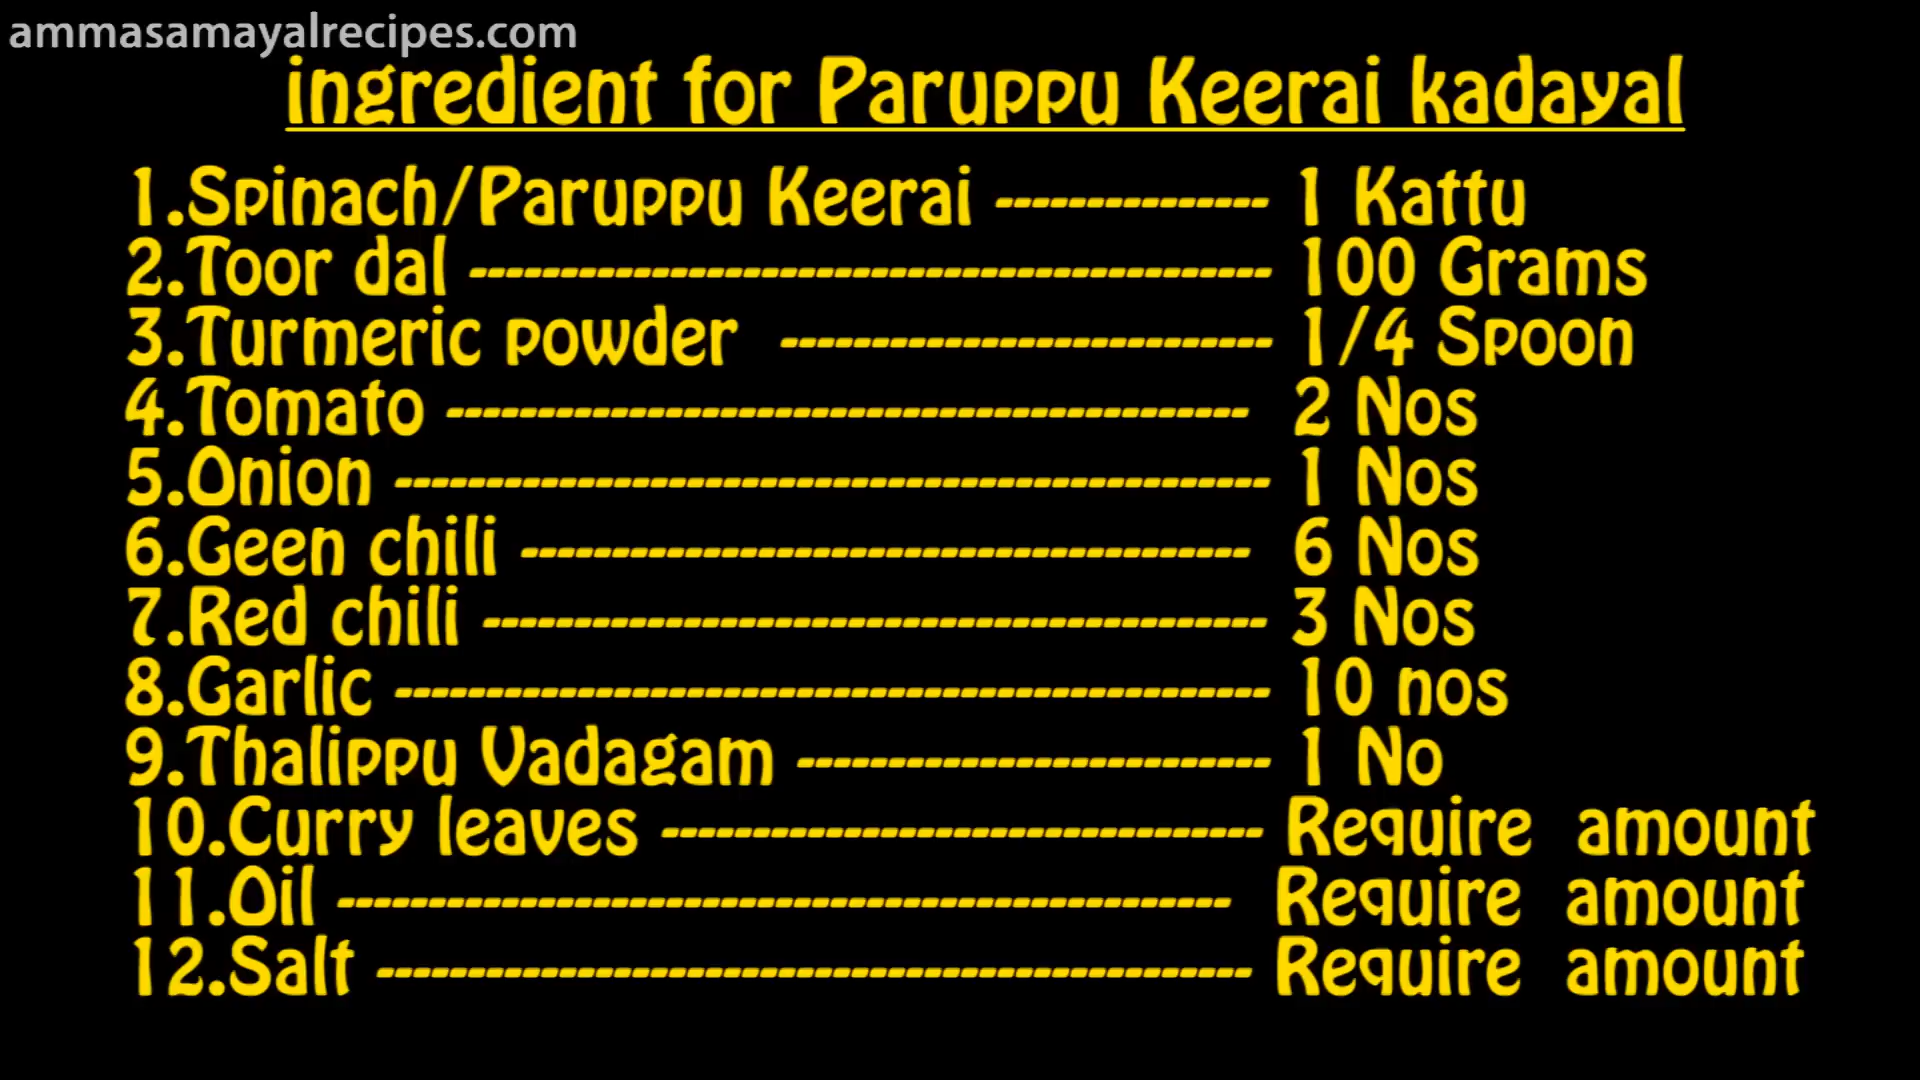 ammasamayalrecipes.com
ingredient for Paruppu Keerai kadayal
1.Spinach/Paruppu Keerai --------------- 1 Kattu
2.Toor dal -------------------------------------------- 100 Grams
3.Turmeric powder --------------------------- 1/4 Spoon
4.Tomato -------------------------------------------- 2 Nos
5.Onion ------------------------------------------------ 1 Nos
6.Geen chili ---------------------------------------- 6 Nos
7.Red chili ------------------------------------------- 3 Nos
8.Garlic ------------------------------------------------ 10 nos
9.Thalippu Vadagam -------------------------- 1 No
10.Curry leaves --------------------------------- Require amount
11.Oil ------------------------------------------------- Require amount
12.Salt ------------------------------------------------ Require amount